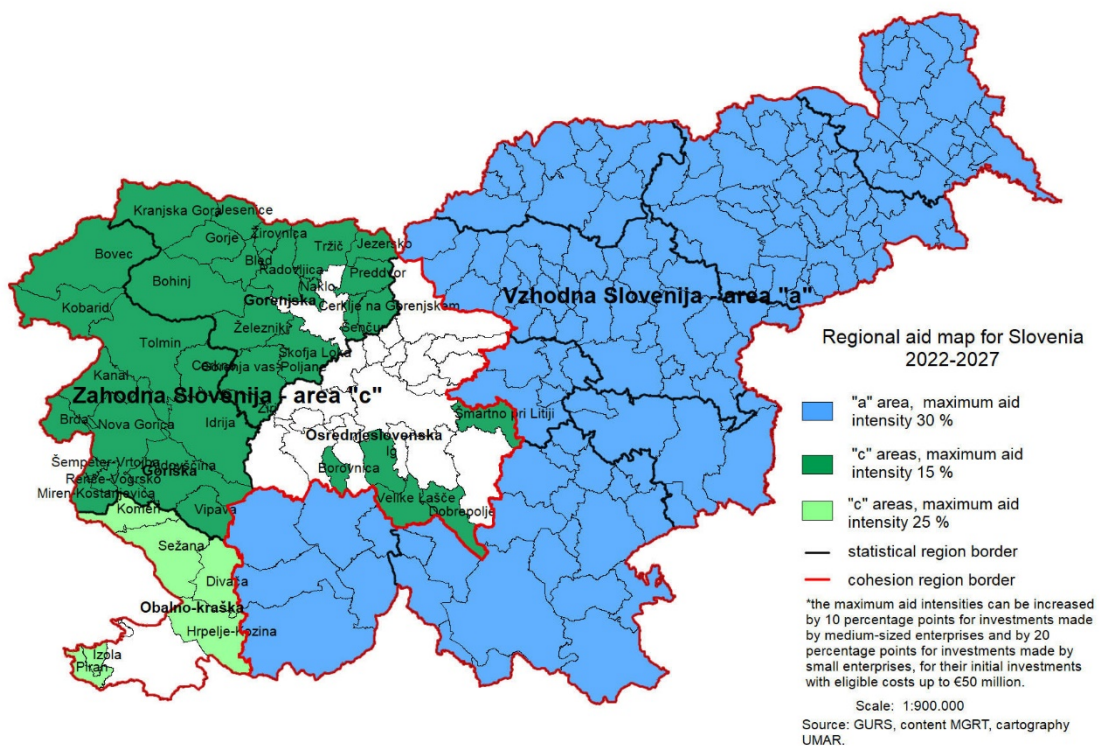 Kranjska Gora
Jesenice
Žirovnica
Gorje
Tržič
Jezersko
Bovec
Bled
Radovljica
Preddvor
Bohinj
Naklo
Gorenjska
Cerklje na Gorenjskem
Vzhodna Slovenija - area "a"
Kobarid
Železniki
Šenčur
Tolmin
Škofja Loka
Cerkno
Gorenja vas-Poljane
Kanal
Zahodna Slovenija - area "c"
Žiri
Brda
Nova Gorica
Idrija
Šmartno pri Litiji
Osrednjeslovenska
Ig
Šempeter-Vrtojba
Ajdovščina
Goriška
Borovnica
Renče-Vogrsko
Miren-Kostanjevica
Velike Lašče
Komen
Vipava
Dobrepolje
Sežana
Divača
Obalno-kraška
Hrpelje-Kozina
Izola
Piran
Regional aid map for Slovenia
2022-2027
"a" area, maximum aid
intensity 30 %
"c" areas, maximum aid
intensity 15 %
"c" areas, maximum aid
intensity 25 %
statistical region border
cohesion region border
*the maximum aid intensities can be increased
by 10 percentage points for investments made
by medium-sized enterprises and by 20
percentage points for investments made by
small enterprises, for their initial investments
with eligible costs up to €50 million.
Scale: 1:900.000
Source: GURS, content MGRT, cartography
UMAR.